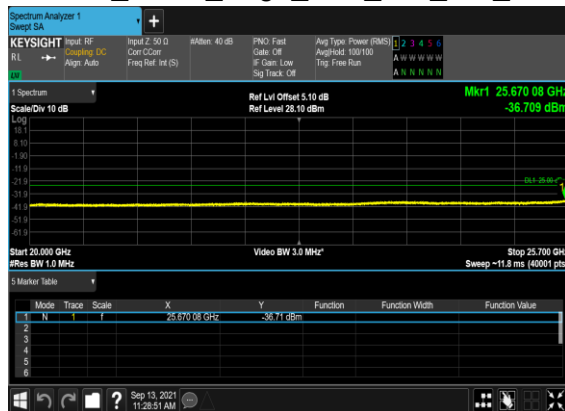 Spectrum Analyzer 1
Swept SA
+
KEYSIGHT Input: RF Input Z: 50 Ω #Atten: 40 dB PNO: Fast Avg Type: Power (RMS) 1 2 3 4 5 6
RL Coupling: DC Corr CCorr Gate: Off Avg|Hold: 100/100 A W W W W W
Align: Auto Freq Ref: Int (S) IF Gain: Low Trig: Free Run
LW Sig Track: Off A N N N N N
1 Spectrum Ref Lvl Offset 5.10 dB Mkr1 25.670 08 GHz
Scale/Div 10 dB Ref Level 28.10 dBm -36.709 dBm
Log
18.1
8.10
-1.90
-11.9
-21.9 DL1 -25.00
-31.9
-41.9
-51.9
-61.9
Start 20.000 GHz Video BW 3.0 MHz* Stop 25.700 GHz
#Res BW 1.0 MHz Sweep ~11.8 ms (40001 pts
5 Marker Table
Mode Trace Scale X Y Function Function Width Function Value
1 N 1 f 25.670 08 GHz -36.71 dBm
2
3
4
5
6
? Sep 13, 2021
11:28:51 AM